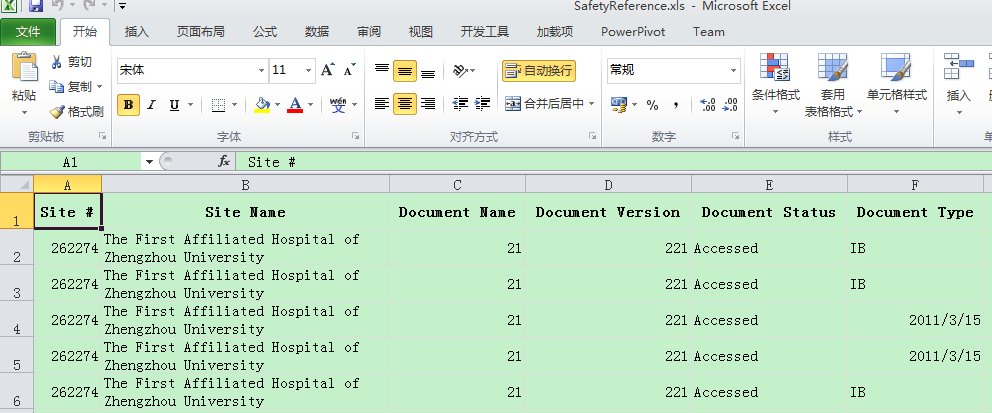 SafetyReference.xls - Microsoft Excel
文件 开始 插入 页面布局 公式 数据 审阅 视图 开发工具 加载项 PowerPivot Team
粘贴
剪切
复制
格式刷
剪贴板
宋体 11
B I U
字体
自动换行
合并后居中
对齐方式
常规
数字
条件格式
套用
表格格式
单元格样式
样式
插入
单
A1 fx Site #
A B C D E F
1 Site # Site Name Document Name Document Version Document Status Document Type
2 262274 The First Affiliated Hospital of
Zhengzhou University 21 221 Accessed IB
3 262274 The First Affiliated Hospital of
Zhengzhou University 21 221 Accessed IB
4 262274 The First Affiliated Hospital of
Zhengzhou University 21 221 Accessed 2011/3/15
5 262274 The First Affiliated Hospital of
Zhengzhou University 21 221 Accessed 2011/3/15
6 262274 The First Affiliated Hospital of
Zhengzhou University 21 221 Accessed IB